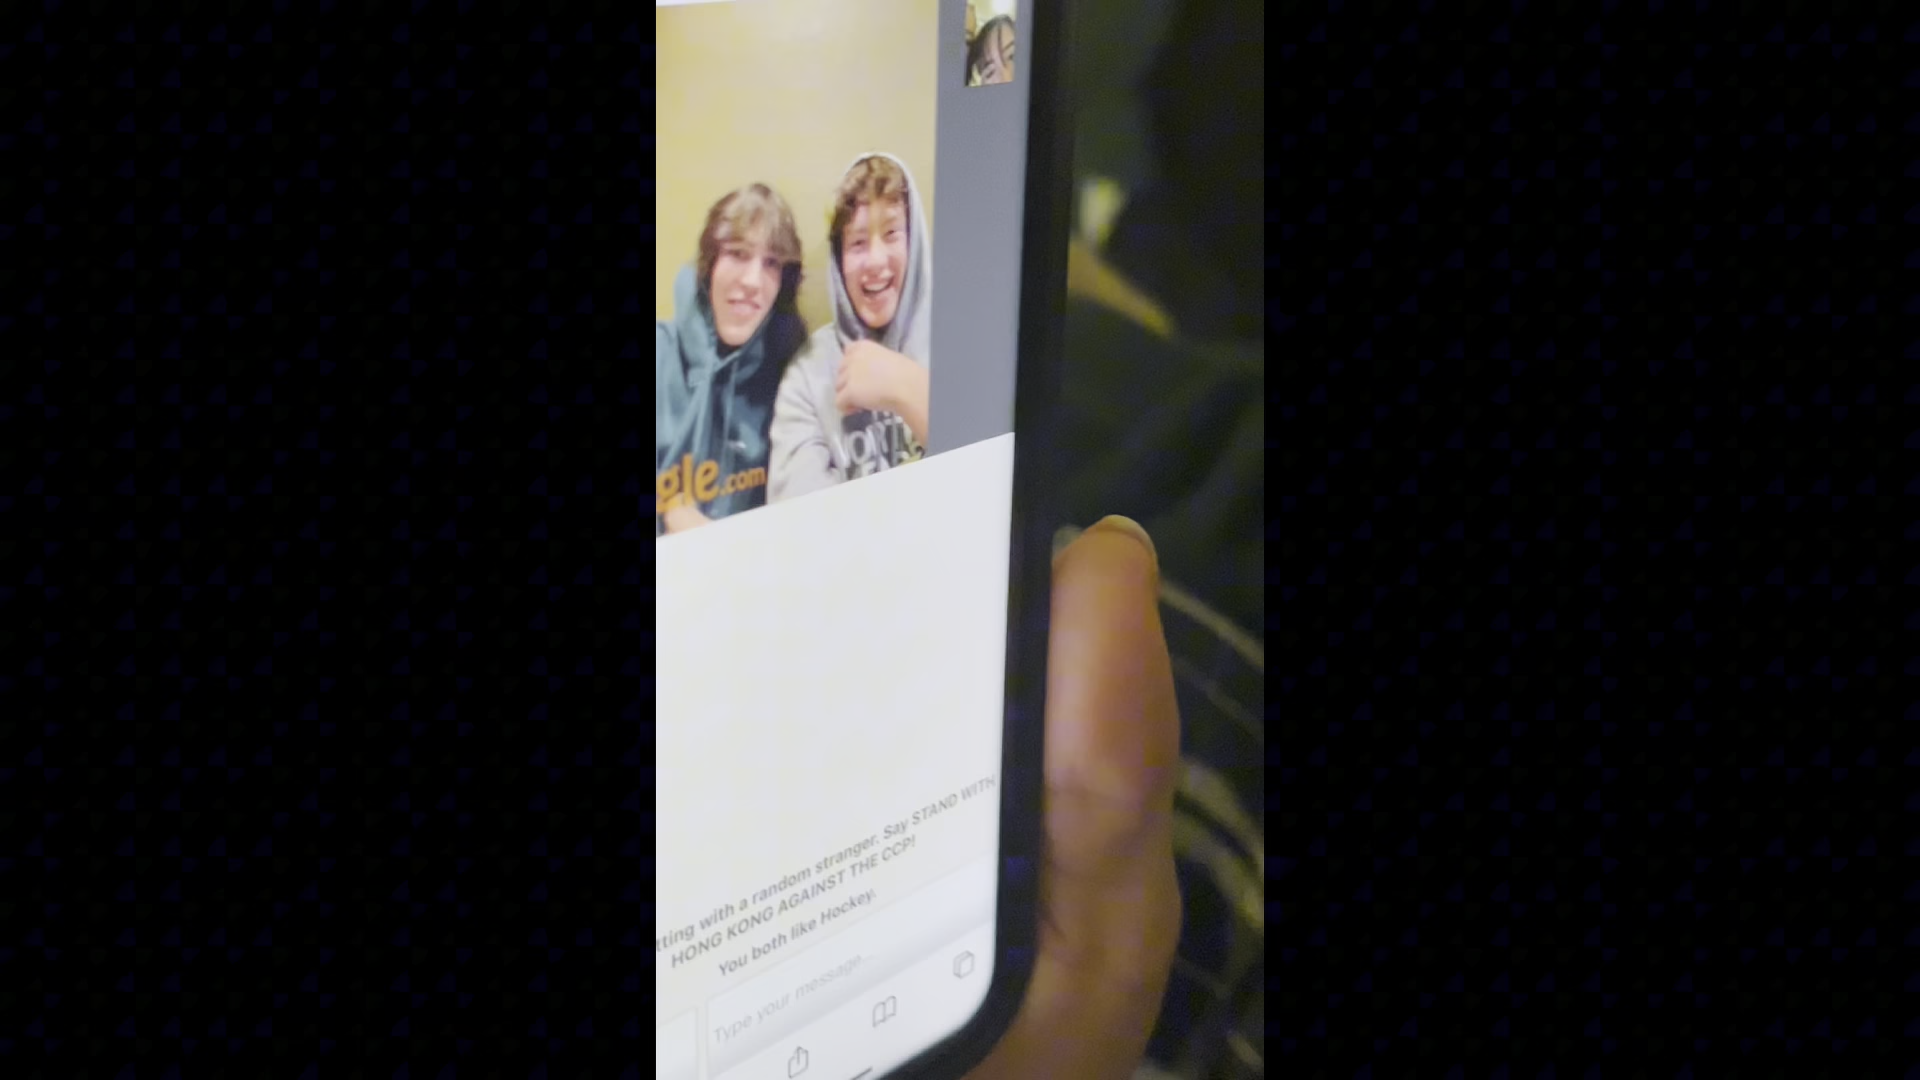 gle.com
tting with a random stranger. Say STAND WITH
HONG KONG AGAINST THE CCP!
You both like Hockey.
Type your message...